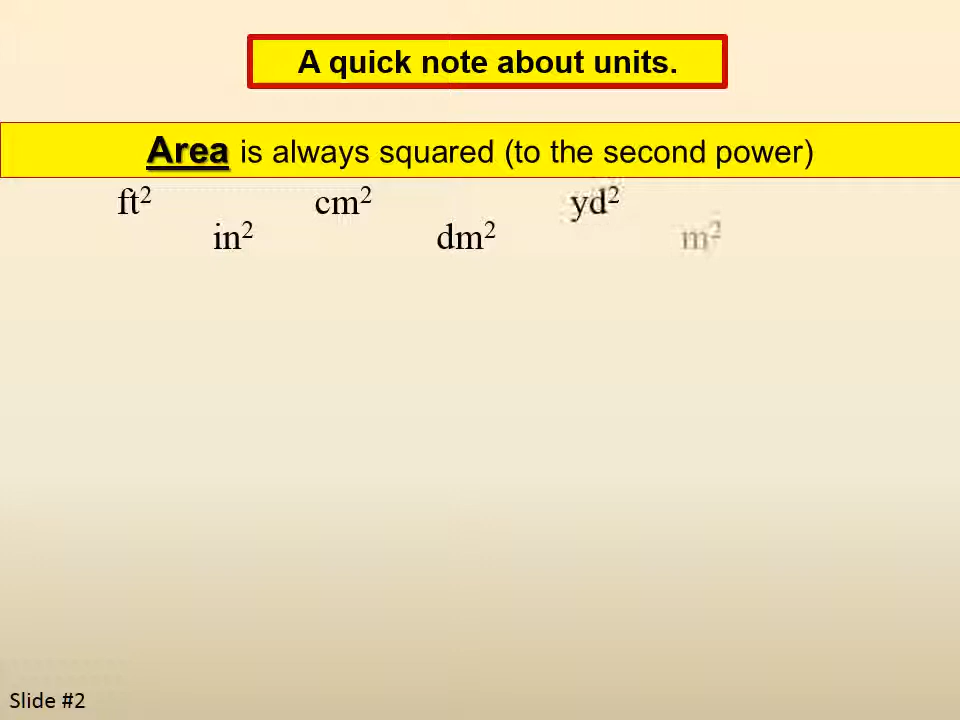 A quick note about units.
Area is always squared (to the second power)
ft² cm² yd²
in² dm² m²
Slide #2